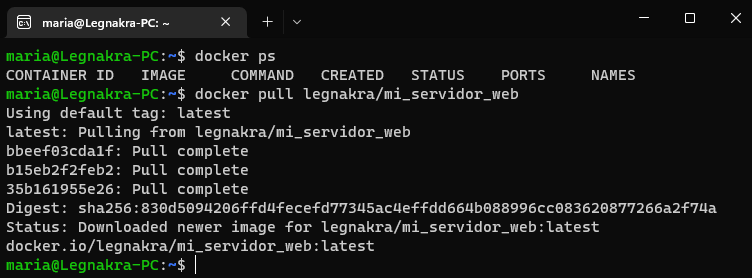 maria@Legnakra-PC: ~
maria@Legnakra-PC:~$ docker ps
CONTAINER ID   IMAGE     COMMAND   CREATED   STATUS    PORTS     NAMES
maria@Legnakra-PC:~$ docker pull legnakra/mi_servidor_web
Using default tag: latest
latest: Pulling from legnakra/mi_servidor_web
bbeef03cda1f: Pull complete
b15eb2f2feb2: Pull complete
35b161955e26: Pull complete
Digest: sha256:830d5094206ffd4fecefd77345ac4effdd664b088996cc083620877266a2f74a
Status: Downloaded newer image for legnakra/mi_servidor_web:latest
docker.io/legnakra/mi_servidor_web:latest
maria@Legnakra-PC:~$